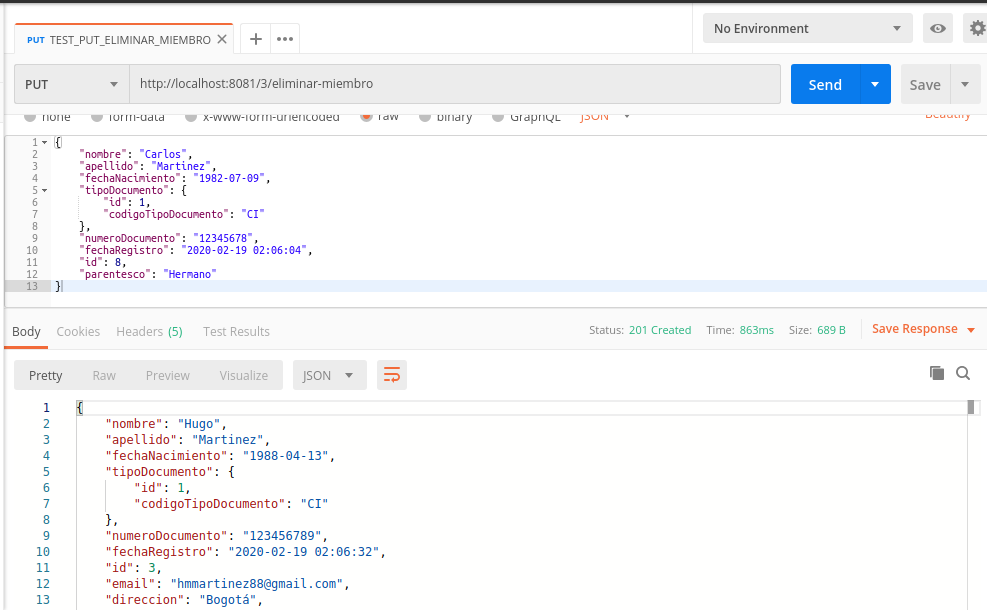 PUT TEST_PUT_ELIMINAR_MIEMBRO
No Environment
PUT http://localhost:8081/3/eliminar-miembro Send Save
none form-data x-www-form-urlencoded raw binary GraphQL JSON Beautify
1 {
2 "nombre": "Carlos",
3 "apellido": "Martinez",
4 "fechaNacimiento": "1982-07-09",
5 "tipoDocumento": {
6 "id": 1,
7 "codigoTipoDocumento": "CI"
8 },
9 "numeroDocumento": "12345678",
10 "fechaRegistro": "2020-02-19 02:06:04",
11 "id": 8,
12 "parentesco": "Hermano"
13 }
Body Cookies Headers (5) Test Results Status: 201 Created Time: 863ms Size: 689 B Save Response
Pretty Raw Preview Visualize JSON
1 {
2 "nombre": "Hugo",
3 "apellido": "Martinez",
4 "fechaNacimiento": "1988-04-13",
5 "tipoDocumento": {
6 "id": 1,
7 "codigoTipoDocumento": "CI"
8 },
9 "numeroDocumento": "123456789",
10 "fechaRegistro": "2020-02-19 02:06:32",
11 "id": 3,
12 "email": "hmmartinez88@gmail.com",
13 "direccion": "Bogotá",